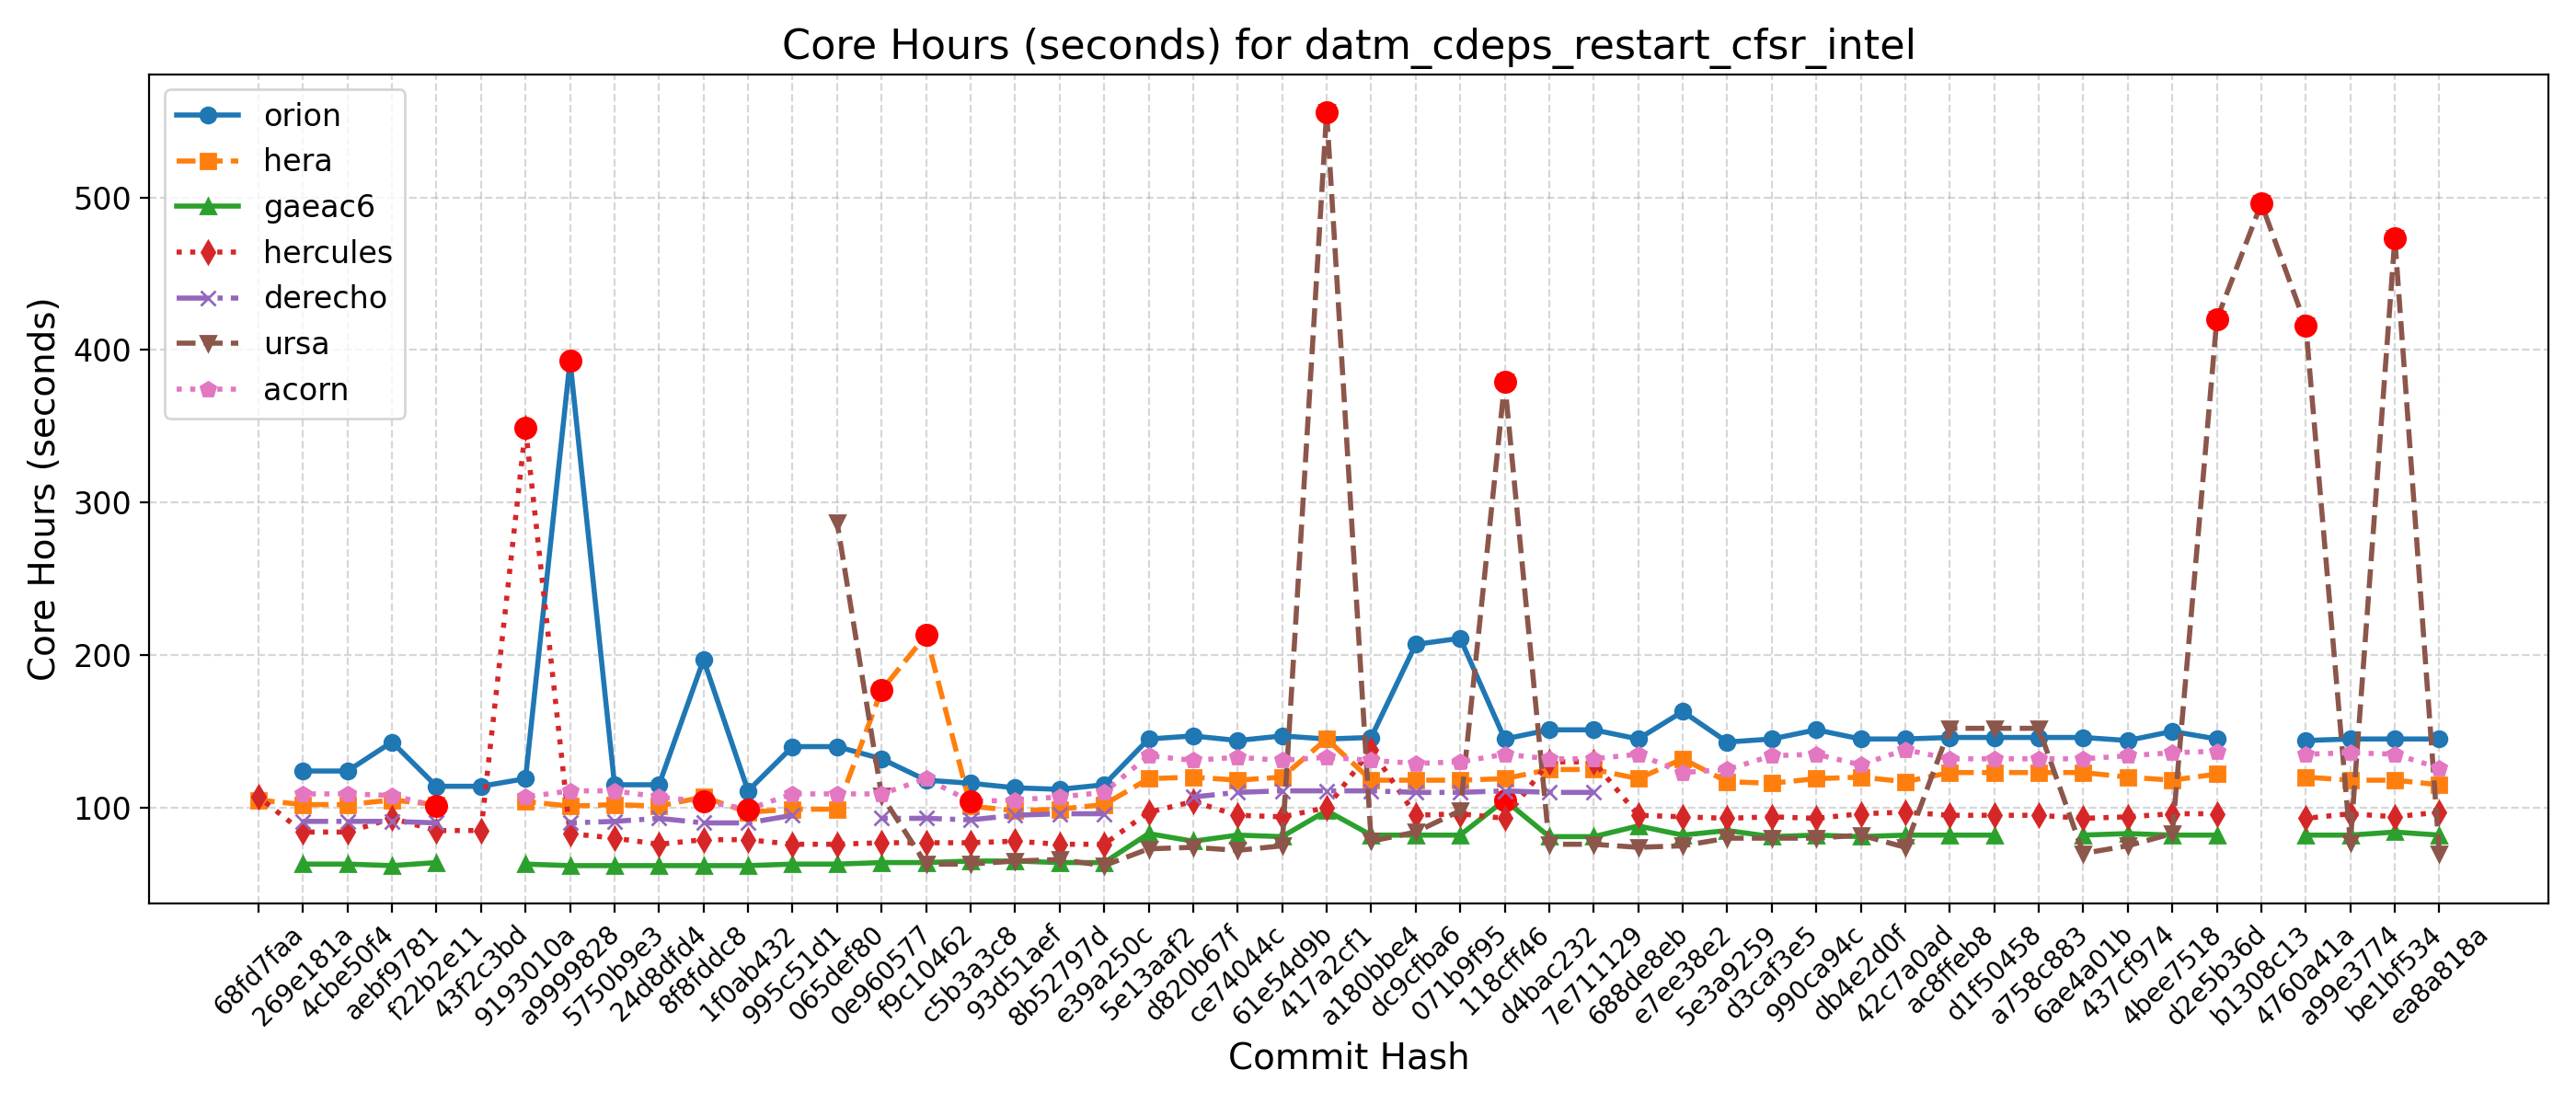 Core Hours (seconds) for datm_cdeps_restart_cfsr_intel
orion
hera
gaeac6
hercules
derecho
ursa
acorn
Core Hours (seconds)
500
400
300
200
100
68fd7faa
269e181a
4cbe50f4
aebf9781
f22b2e11
43f2c3bd
9193010a
a9999828
5750b9e3
24d8dfd4
8f8fddc8
1f0ab432
995c51d1
065def80
0e960577
f9c10462
c5b3a3c8
93d51aef
8b52797d
e39a250c
5e13aaf2
d820b67f
ce74044c
61e54d9b
417a2cf1
a180bbe4
dc9cfba6
071b9f95
118cff46
d4bac232
7e711129
688de8eb
e7ee38e2
5e3a9259
d3caf3e5
990ca94c
db4e2d0f
42c7a0ad
ac8ffeb8
d1f50458
a758c883
6ae4a01b
437cf974
4bee7518
d2e5b36d
b1308c13
4760a41a
a99e3774
be1bf534
ea8a818a
Commit Hash